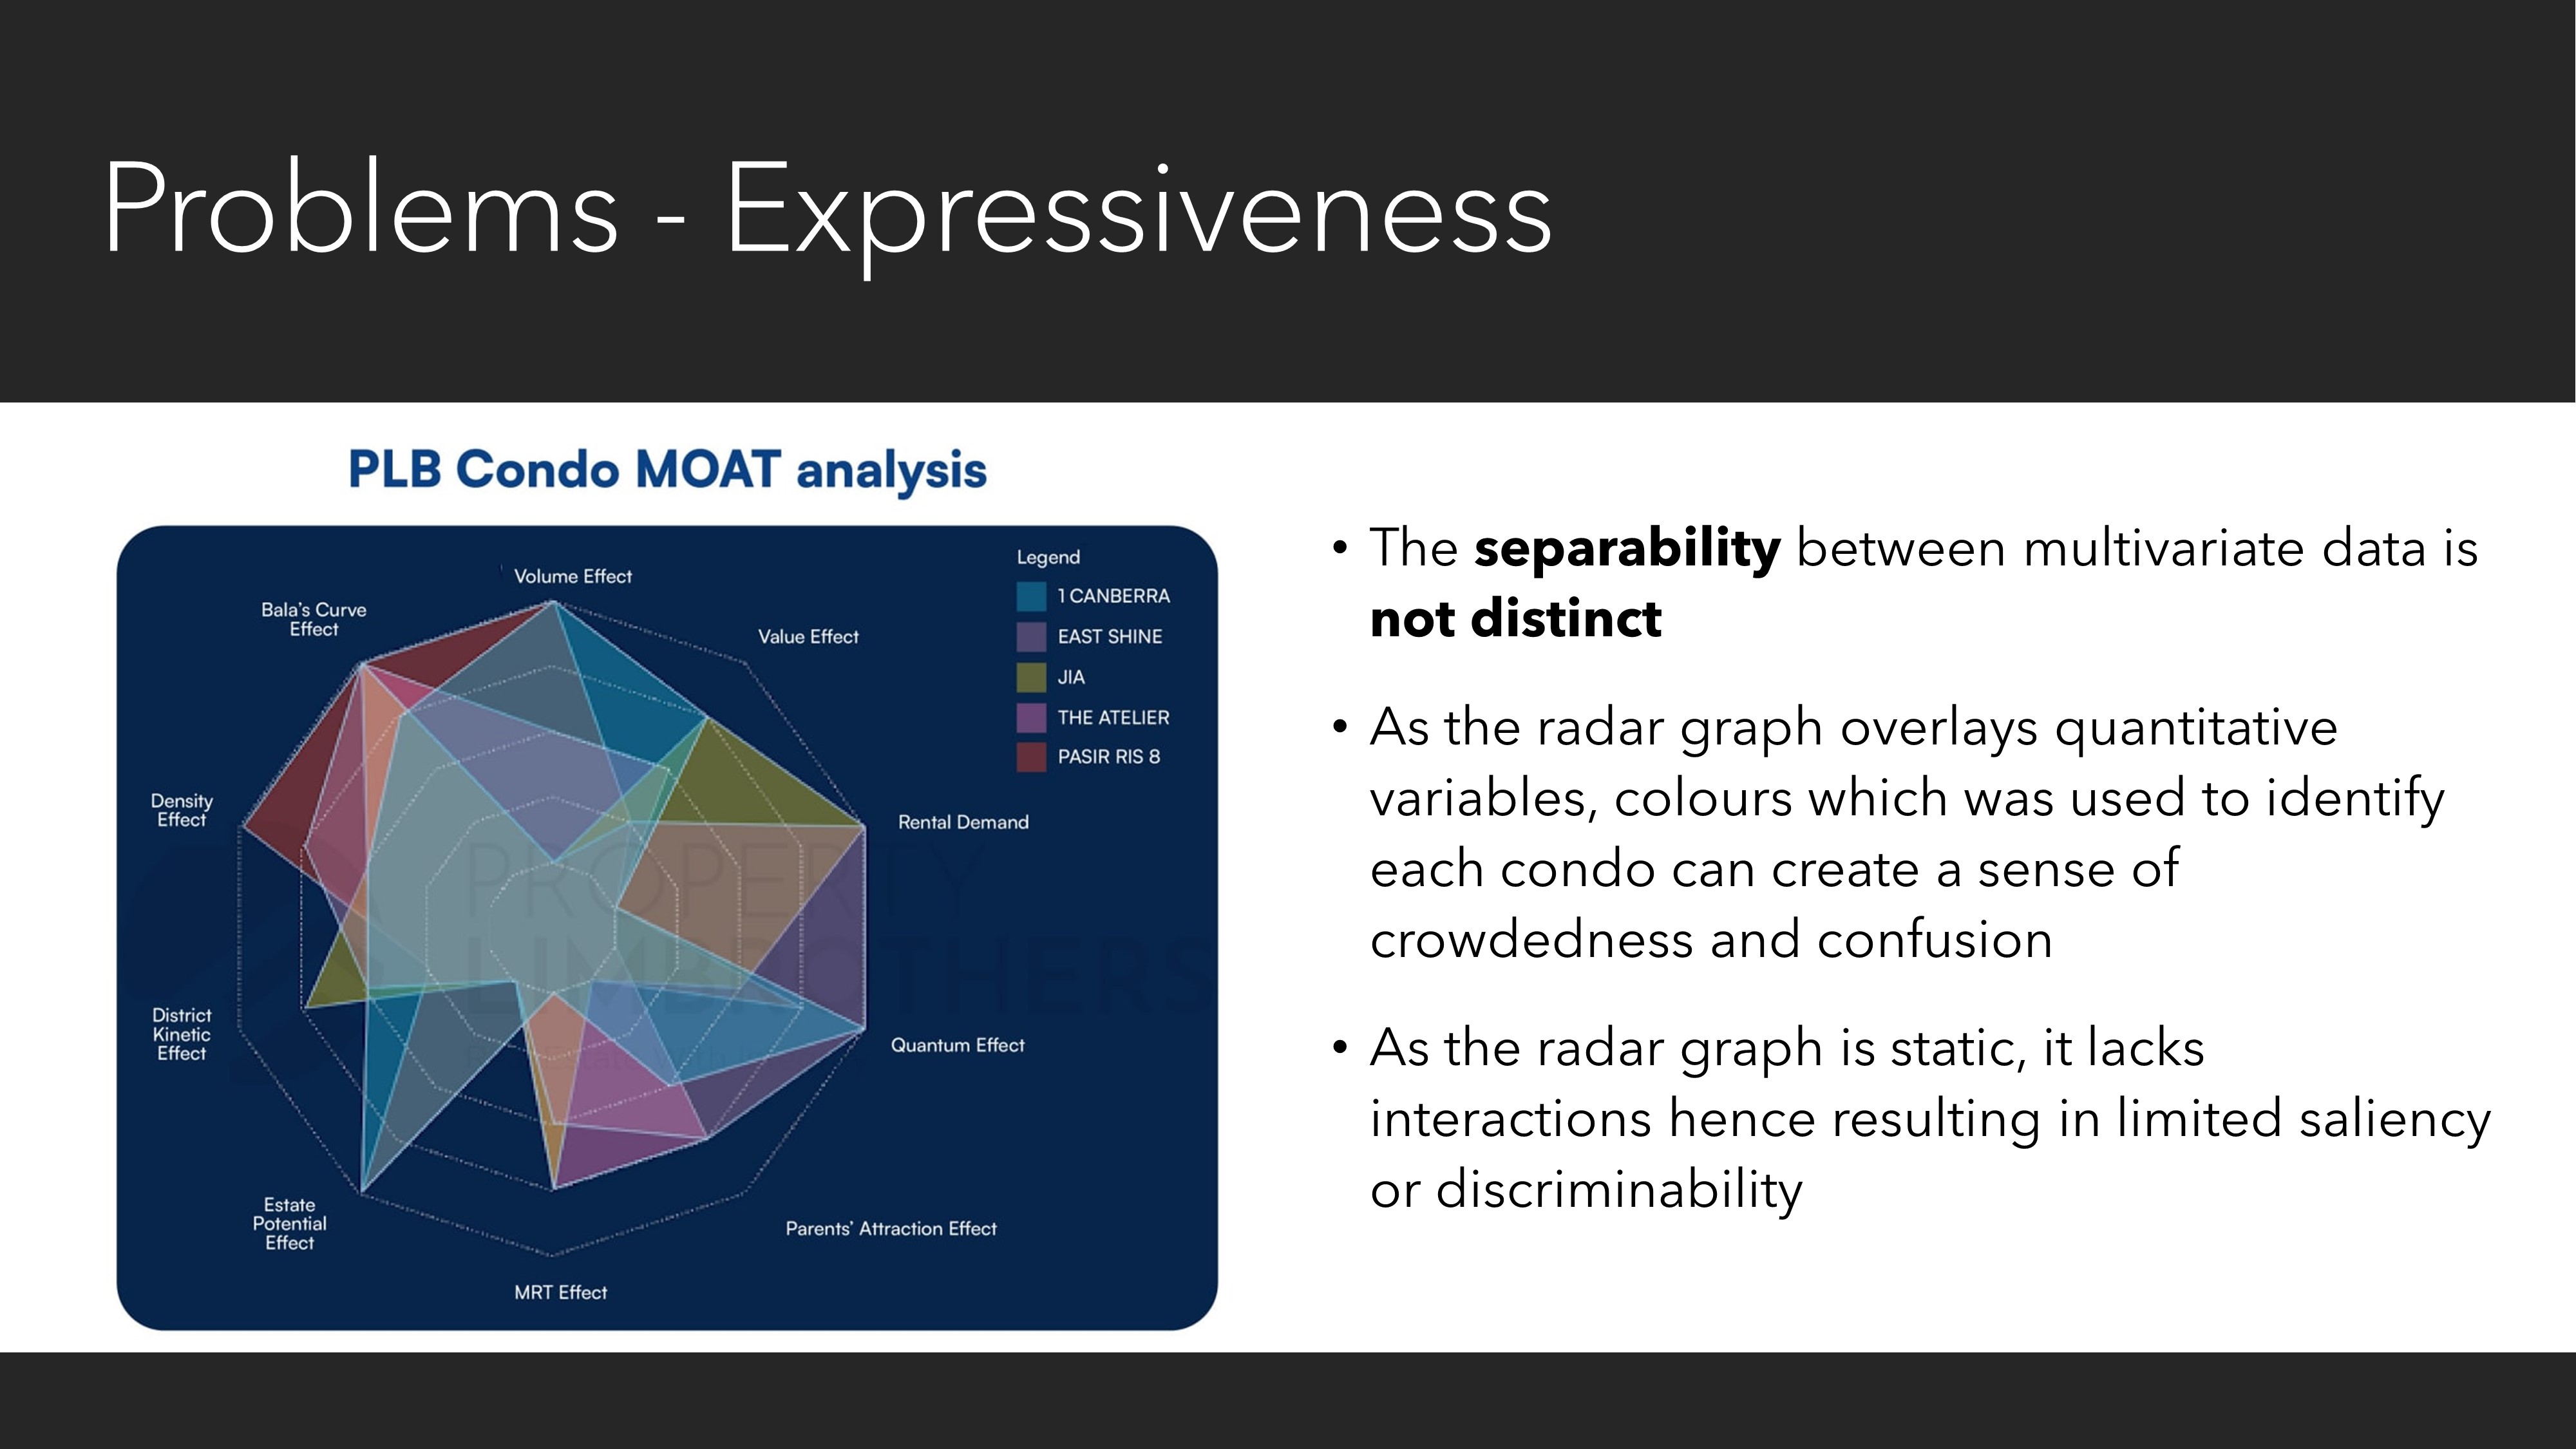 Problems - Expressiveness
PLB Condo MOAT analysis
Volume Effect
Bala's Curve
Effect
Value Effect
Density
Effect
Rental Demand
District
Kinetic
Effect
Quantum Effect
Estate
Potential
Effect
Parents' Attraction Effect
MRT Effect
Legend
1 CANBERRA
EAST SHINE
JIA
THE ATELIER
PASIR RIS 8
PROPERTY
LIMBROTHERS
• The separability between multivariate data is
not distinct
• As the radar graph overlays quantitative
variables, colours which was used to identify
each condo can create a sense of
crowdedness and confusion
• As the radar graph is static, it lacks
interactions hence resulting in limited saliency
or discriminability